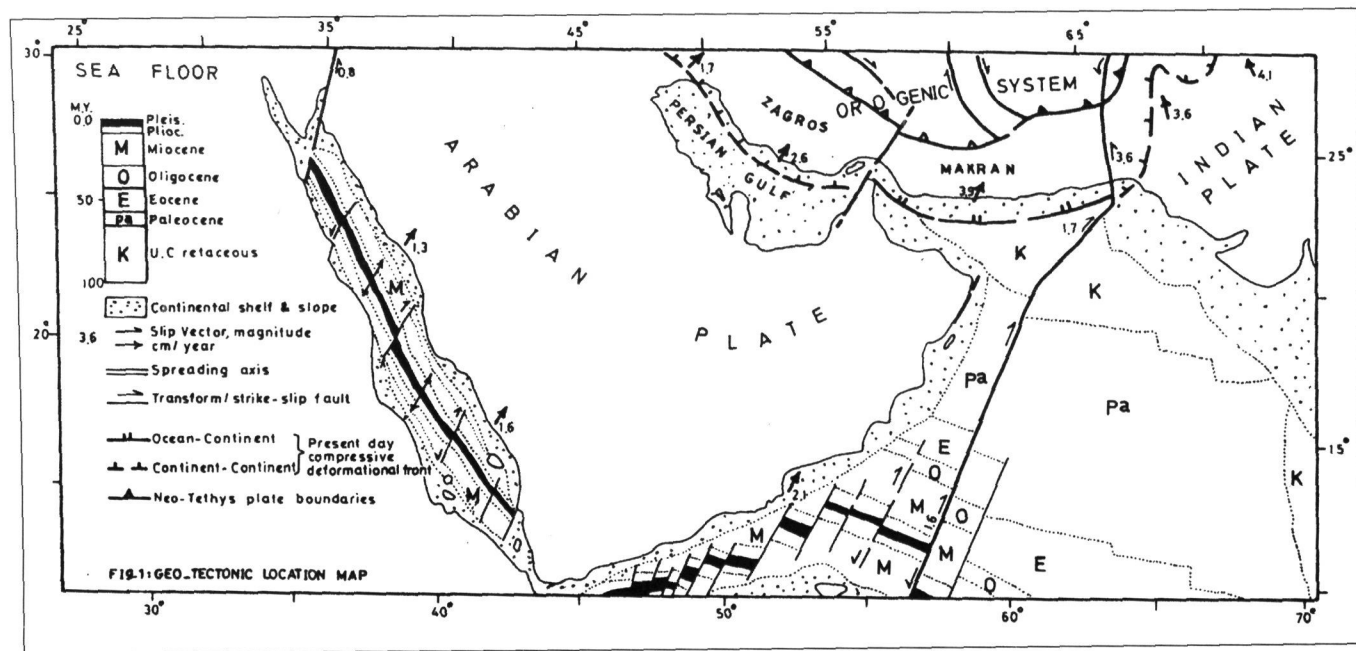 25° 35° 45° 55° 65°
30°
SEA FLOOR
M.Y.
0.0
Pleis.
Plioc.
M Miocene
O Oligocene
50
E Eocene
Pa Paleocene
K U.C retaceous
100
Continental shelf & slope
20°
3.6 Slip Vector, magnitude
cm/ year
Spreading axis
Transform/ strike-slip fault
Ocean-Continent
Continent-Continent
Present day
compressive
deformational front
Neo-Tethys plate boundaries
FIG.1: GEO_TECTONIC LOCATION MAP
0.8
ARABIAN
PLATE
1.3
M
1.6
M
1.7
PERSIAN
GULF
ZAGROS
OROGENIC
SYSTEM
2.6
MAKRAN
3.9
4.1
3.6
3.6
INDIAN
PLATE
25°
1.7
K
K
Pa
Pa
15°
K
E
O
M
O
1.6
2.1
M
M
M
O
E
30° 40° 50° 60° 70°